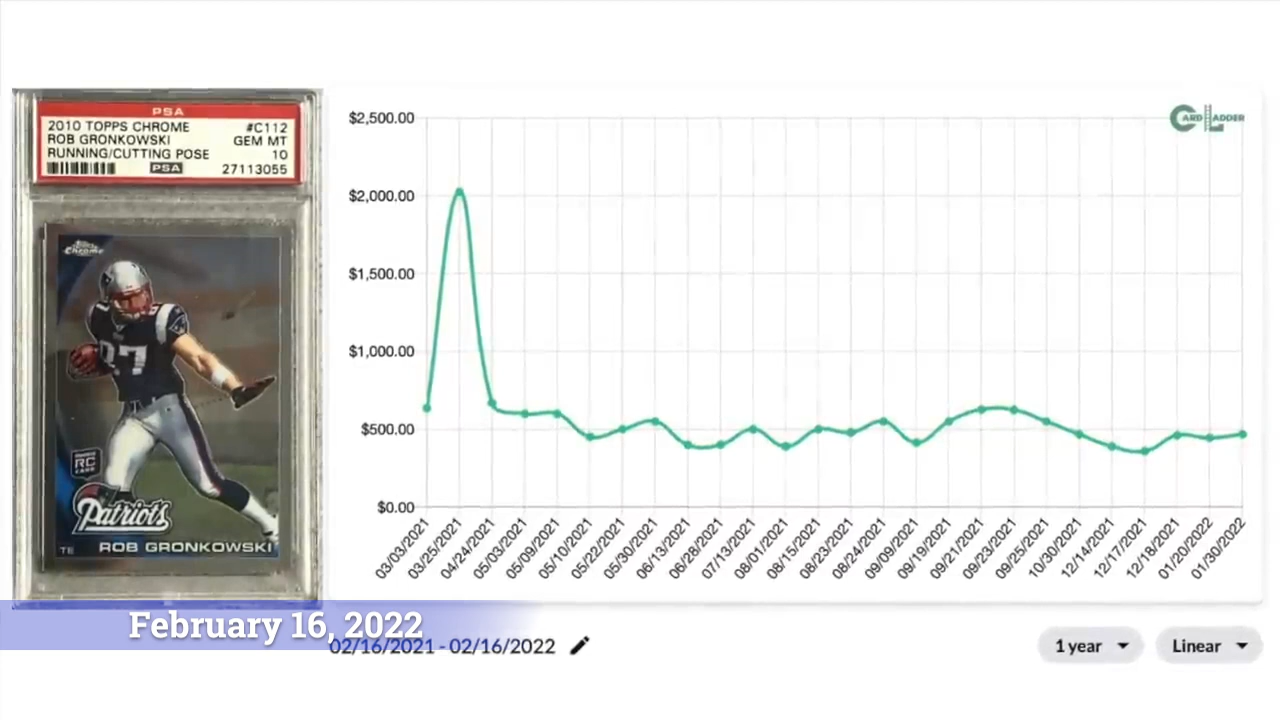 PSA
2010 TOPPS CHROME #C112
ROB GRONKOWSKI GEM MT
RUNNING/CUTTING POSE 10
PSA 27113055
Topps
Chrome
87
ROOKIE
RC
CARD
Patriots
TE ROB GRONKOWSKI
CARD LADDER
$2,500.00
$2,000.00
$1,500.00
$1,000.00
$500.00
$0.00
03/03/2021
03/25/2021
04/24/2021
05/03/2021
05/09/2021
05/10/2021
05/22/2021
05/30/2021
06/13/2021
06/28/2021
07/13/2021
08/01/2021
08/15/2021
08/23/2021
08/24/2021
09/09/2021
09/19/2021
09/21/2021
09/23/2021
09/25/2021
10/30/2021
12/14/2021
12/17/2021
12/18/2021
01/20/2022
01/30/2022
February 16, 2022
02/16/2021 - 02/16/2022
1 year
Linear